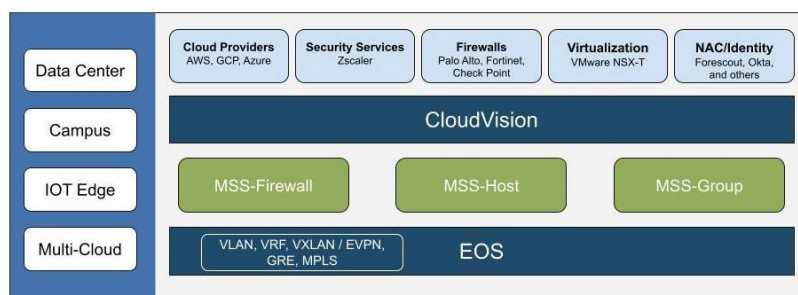 Data Center
Campus
IOT Edge
Multi-Cloud
Cloud Providers
AWS, GCP, Azure
Security Services
Zscaler
Firewalls
Palo Alto, Fortinet,
Check Point
Virtualization
VMware NSX-T
NAC/Identity
Forescout, Okta,
and others
CloudVision
MSS-Firewall
MSS-Host
MSS-Group
VLAN, VRF, VXLAN / EVPN,
GRE, MPLS
EOS